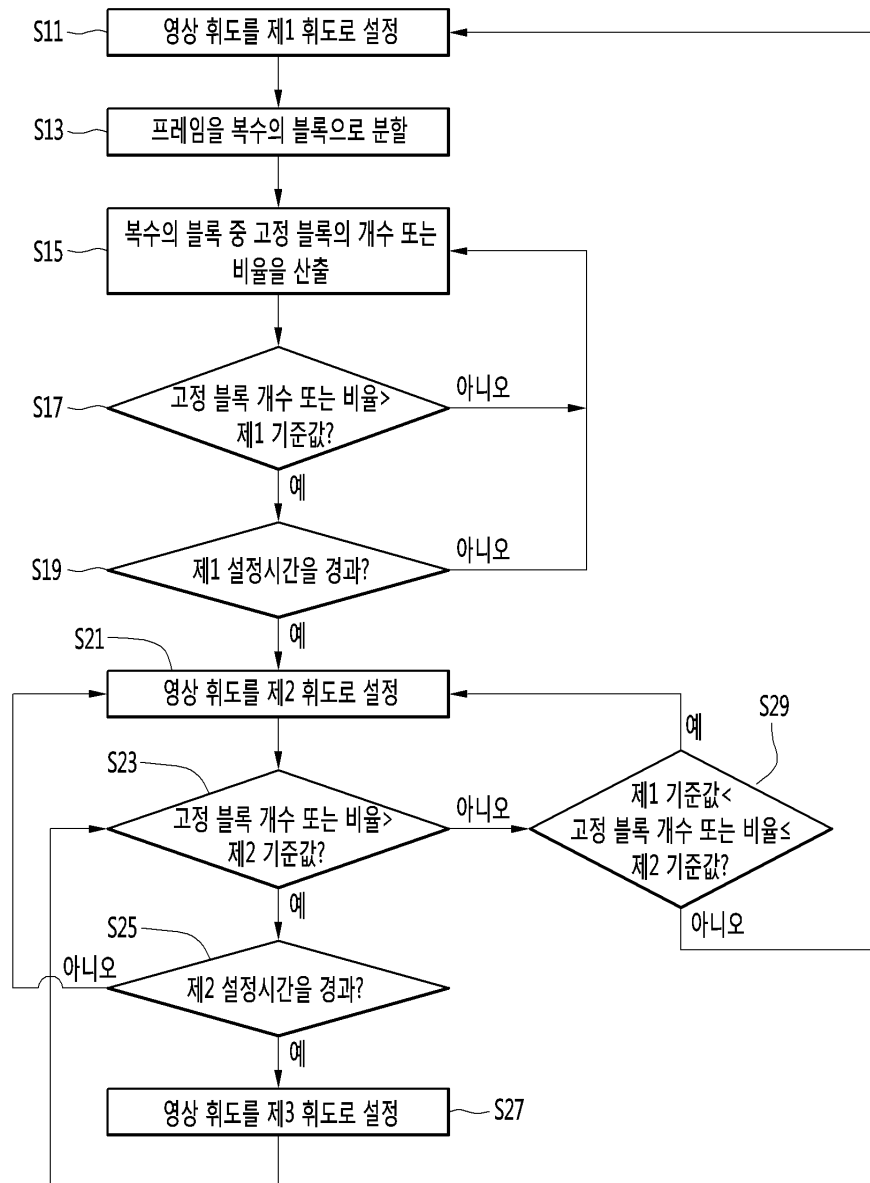 S11
영상 휘도를 제1 휘도로 설정
S13
프레임을 복수의 블록으로 분할
S15
복수의 블록 중 고정 블록의 개수 또는
비율을 산출
S17
고정 블록 개수 또는 비율>
제1 기준값?
아니오
예
S19
제1 설정시간을 경과?
아니오
예
S21
영상 휘도를 제2 휘도로 설정
S23
고정 블록 개수 또는 비율>
제2 기준값?
아니오
예
S29
제1 기준값<
고정 블록 개수 또는 비율≤
제2 기준값?
예
아니오
S25
제2 설정시간을 경과?
아니오
예
영상 휘도를 제3 휘도로 설정
S27